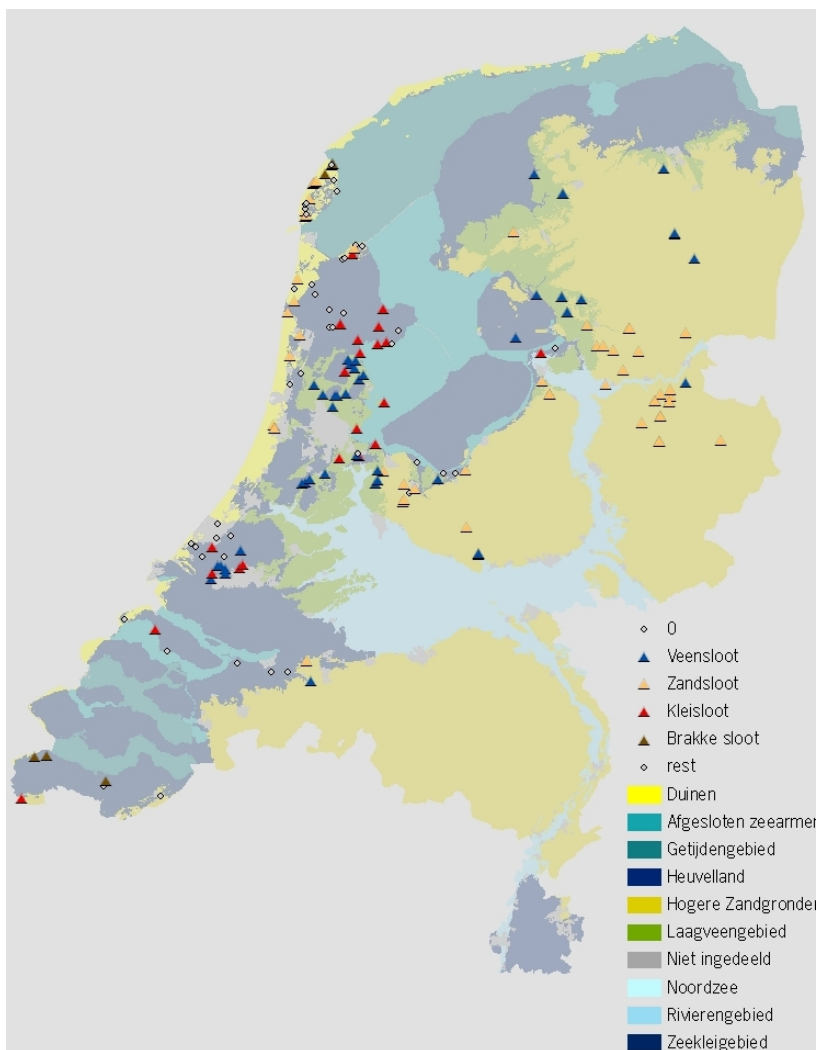 0
Veensloot
Zandsloot
Kleisloot
Brakke sloot
rest
Duinen
Afgesloten zeearmen
Getijdengebied
Heuvelland
Hogere Zandgronden
Laagveengebied
Niet ingedeeld
Noordzee
Rivierengebied
Zeekleigebied